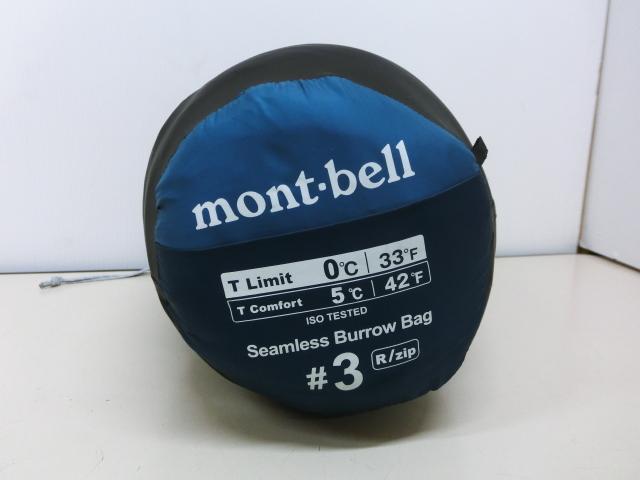 mont-bell
T Limit 0℃ 33°F
T Comfort 5℃ 42°F
ISO TESTED
Seamless Burrow Bag
#3 R/zip